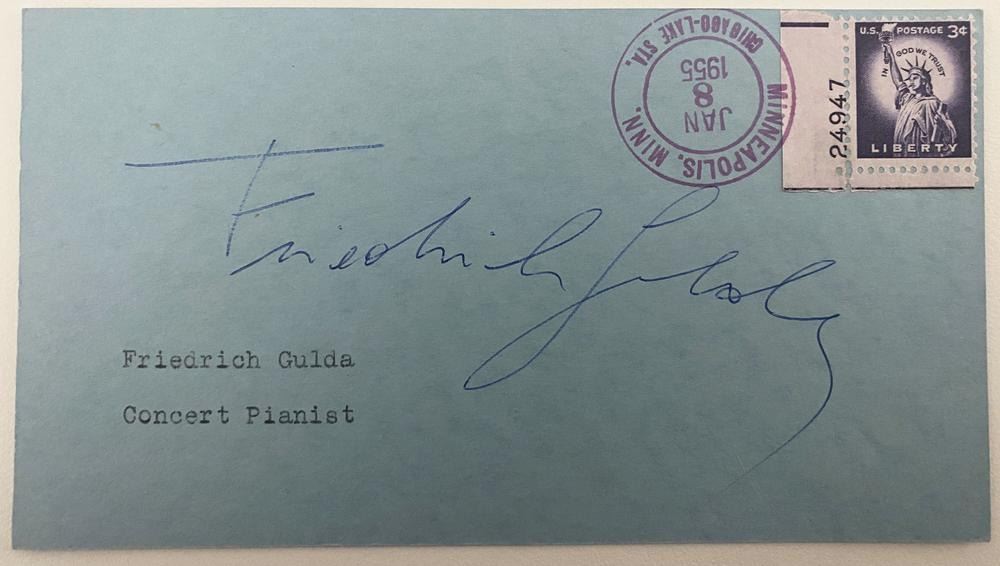 MINNEAPOLIS, MINN.
CHICAGO-LAKE STA.
JAN
8
1955
24947
U.S. POSTAGE 3¢
IN GOD WE TRUST
LIBERTY
Friedrich Gulda
Friedrich Gulda
Concert Pianist